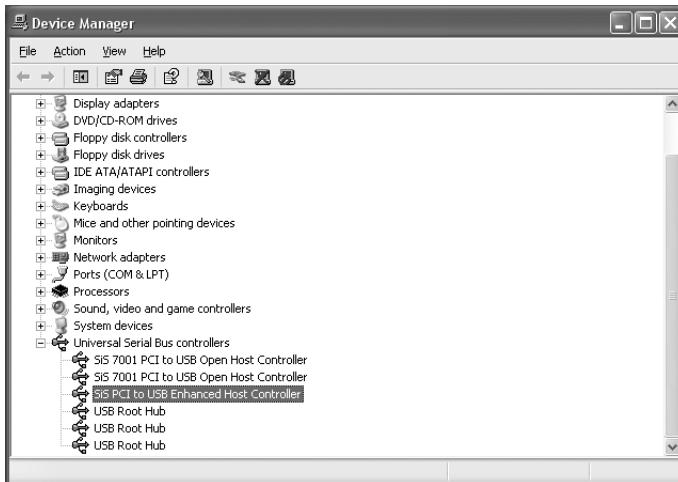 Device Manager
File Action View Help
Display adapters
DVD/CD-ROM drives
Floppy disk controllers
Floppy disk drives
IDE ATA/ATAPI controllers
Imaging devices
Keyboards
Mice and other pointing devices
Monitors
Network adapters
Ports (COM & LPT)
Processors
Sound, video and game controllers
System devices
Universal Serial Bus controllers
SiS 7001 PCI to USB Open Host Controller
SiS 7001 PCI to USB Open Host Controller
SiS PCI to USB Enhanced Host Controller
USB Root Hub
USB Root Hub
USB Root Hub